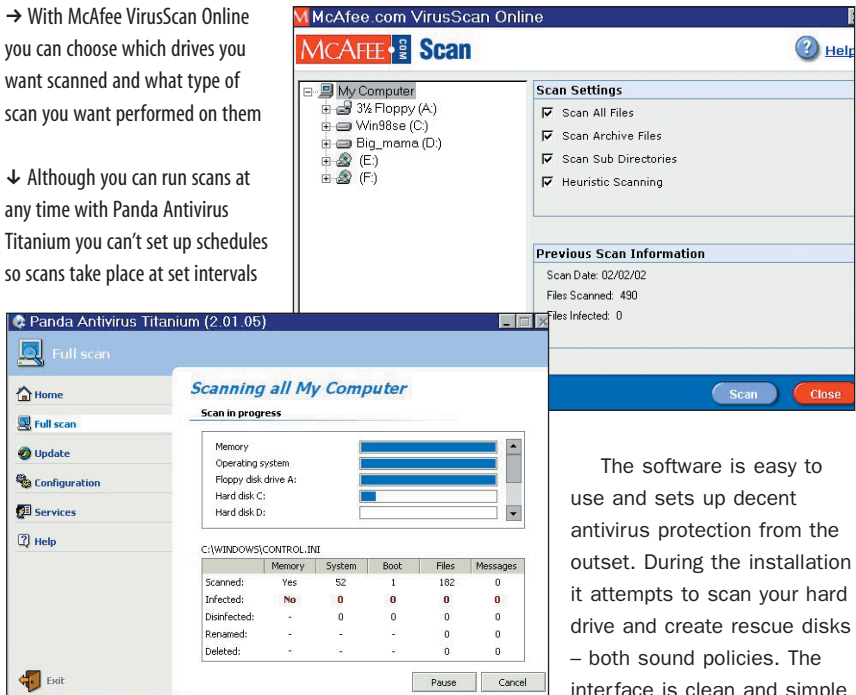 → With McAfee VirusScan Online
you can choose which drives you
want scanned and what type of
scan you want performed on them
↓ Although you can run scans at
any time with Panda Antivirus
Titanium you can't set up schedules
so scans take place at set intervals
M McAfee.com VirusScan Online
McAFEE.COM Scan
? Help
My Computer
3½ Floppy (A:)
Win98se (C:)
Big_mama (D:)
(E:)
(F:)
Scan Settings
Scan All Files
Scan Archive Files
Scan Sub Directories
Heuristic Scanning
Previous Scan Information
Scan Date: 02/02/02
Files Scanned: 490
Files Infected: 0
Scan Close
Panda Antivirus Titanium (2.01.05)
Full scan
Home
Full scan
Update
Configuration
Services
Help
Exit
Scanning all My Computer
Scan in progress
Memory
Operating system
Floppy disk drive A:
Hard disk C:
Hard disk D:
C:\WINDOWS\CONTROL.INI
Memory System Boot Files Messages
Scanned: Yes 52 1 182 0
Infected: No 0 0 0 0
Disinfected: - 0 0 0 0
Renamed: - - - 0 0
Deleted: - - - 0 0
Pause Cancel
The software is easy to
use and sets up decent
antivirus protection from the
outset. During the installation
it attempts to scan your hard
drive and create rescue disks
– both sound policies. The
interface is clean and simple